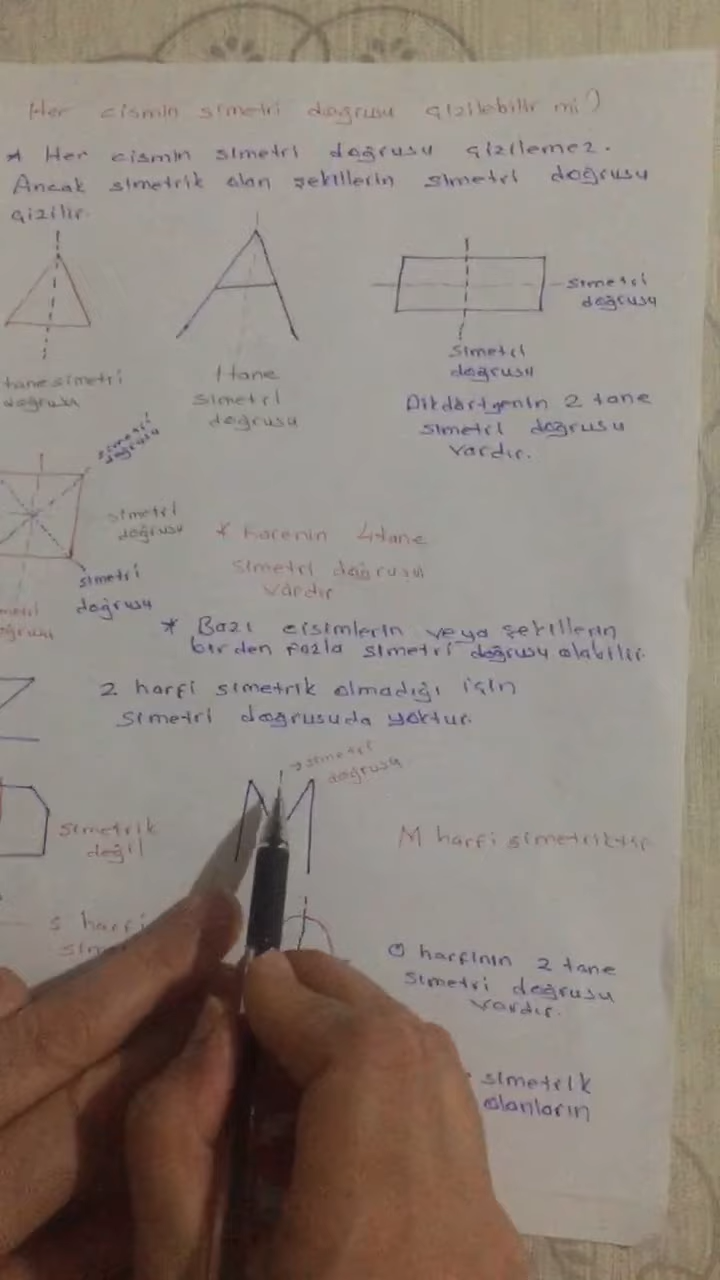 Her cismin simetri doğrusu çizilebilir mi?
* Her cismin simetri doğrusu çizilemez.
Ancak simetrik olan şekillerin simetri doğrusu
çizilir.
tane simetri
doğrusu
1 tane
simetri
doğrusu
simetri
doğrusu
simetri
doğrusu
Dikdörtgenin 2 tane
simetri doğrusu
vardır.
simetri
doğrusu
simetri
doğrusu
simetri
doğrusu
* karenin 4 tane
simetri doğrusu
vardır
* Bazı cisimlerin veya şekillerin
birden fazla simetri doğrusu olabilir.
Z
Z harfi simetrik olmadığı için
simetri doğrusuda yoktur.
simetrik
değil
M
→ simetri
doğrusu
M harfi simetriktir
S harfi
O harfinin 2 tane
simetri doğrusu
vardır.
simetrik
olanların